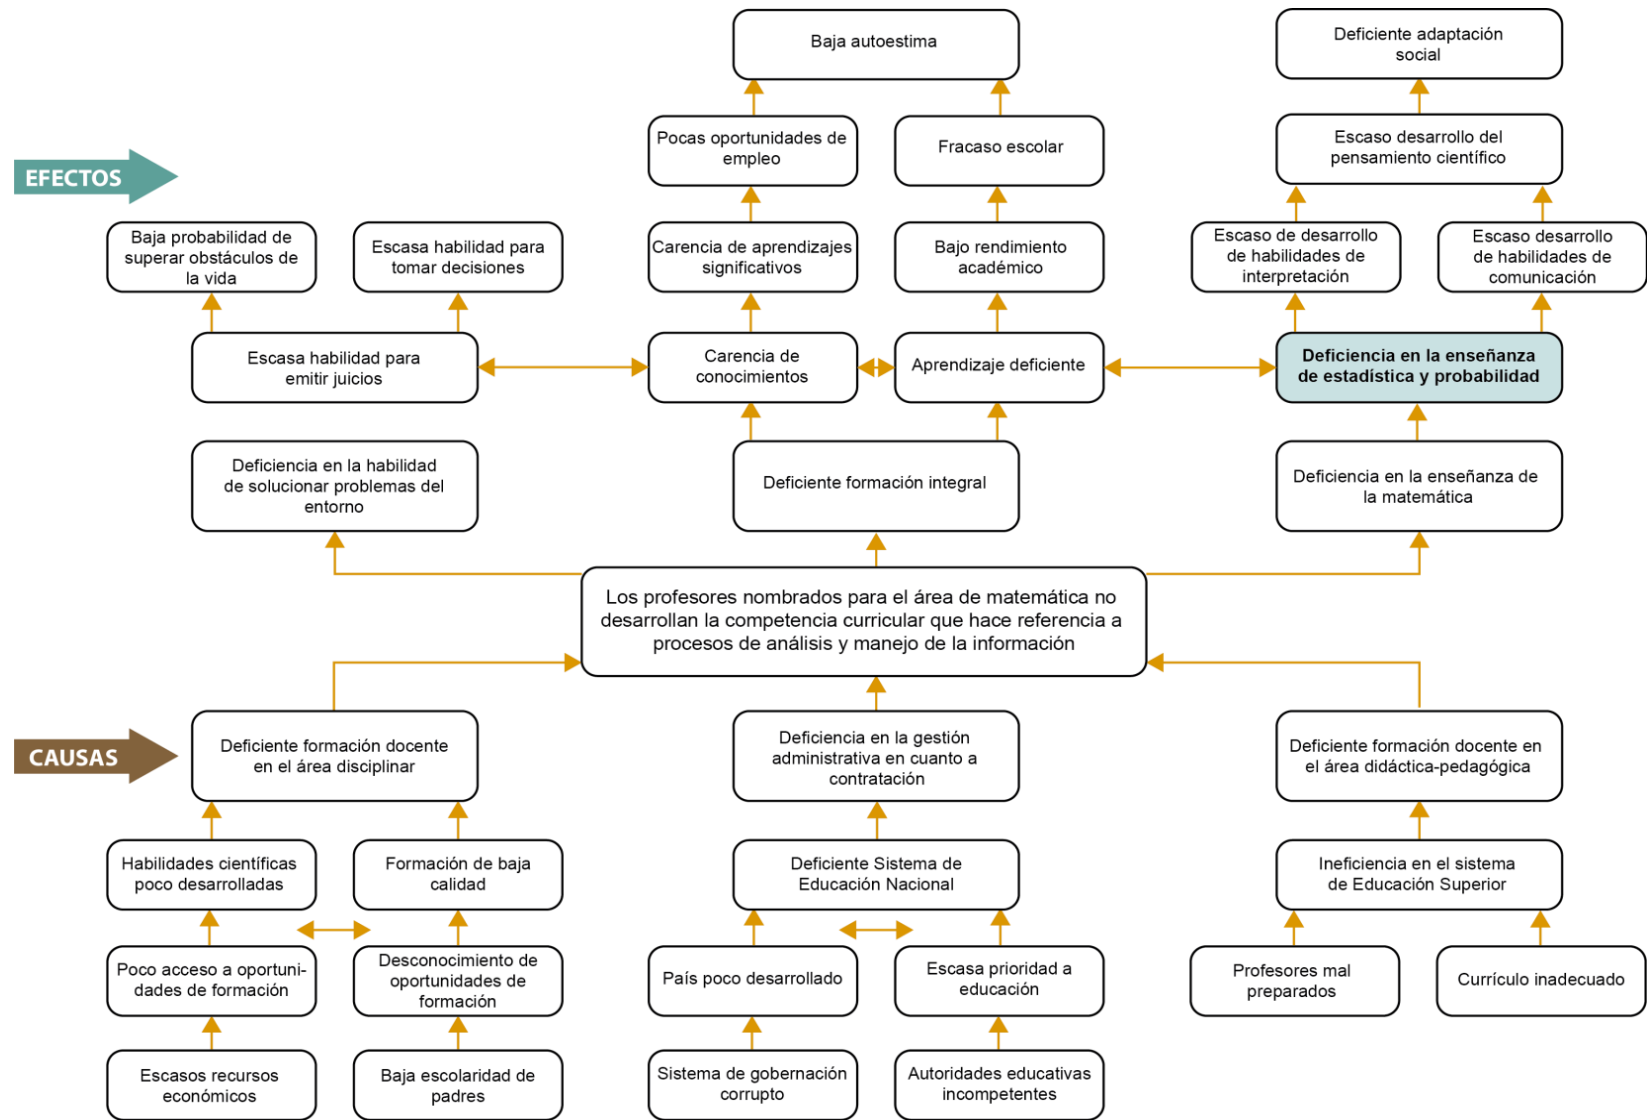 Baja autoestima
Deficiente adaptación
social
Pocas oportunidades de
empleo
Fracaso escolar
Escaso desarrollo del
pensamiento científico
EFECTOS
Baja probabilidad de
superar obstáculos de
la vida
Escasa habilidad para
tomar decisiones
Carencia de aprendizajes
significativos
Bajo rendimiento
académico
Escaso de desarrollo
de habilidades de
interpretación
Escaso desarrollo
de habilidades de
comunicación
Escasa habilidad para
emitir juicios
Carencia de
conocimientos
Aprendizaje deficiente
Deficiencia en la enseñanza
de estadística y probabilidad
Deficiencia en la habilidad
de solucionar problemas del
entorno
Deficiente formación integral
Deficiencia en la enseñanza de
la matemática
Los profesores nombrados para el área de matemática no
desarrollan la competencia curricular que hace referencia a
procesos de análisis y manejo de la información
CAUSAS
Deficiente formación docente
en el área disciplinar
Deficiencia en la gestión
administrativa en cuanto a
contratación
Deficiente formación docente en
el área didáctica-pedagógica
Habilidades científicas
poco desarrolladas
Formación de baja
calidad
Deficiente Sistema de
Educación Nacional
Ineficiencia en el sistema
de Educación Superior
Poco acceso a oportuni-
dades de formación
Desconocimiento de
oportunidades de
formación
País poco desarrollado
Escasa prioridad a
educación
Profesores mal
preparados
Currículo inadecuado
Escasos recursos
económicos
Baja escolaridad de
padres
Sistema de gobernación
corrupto
Autoridades educativas
incompetentes